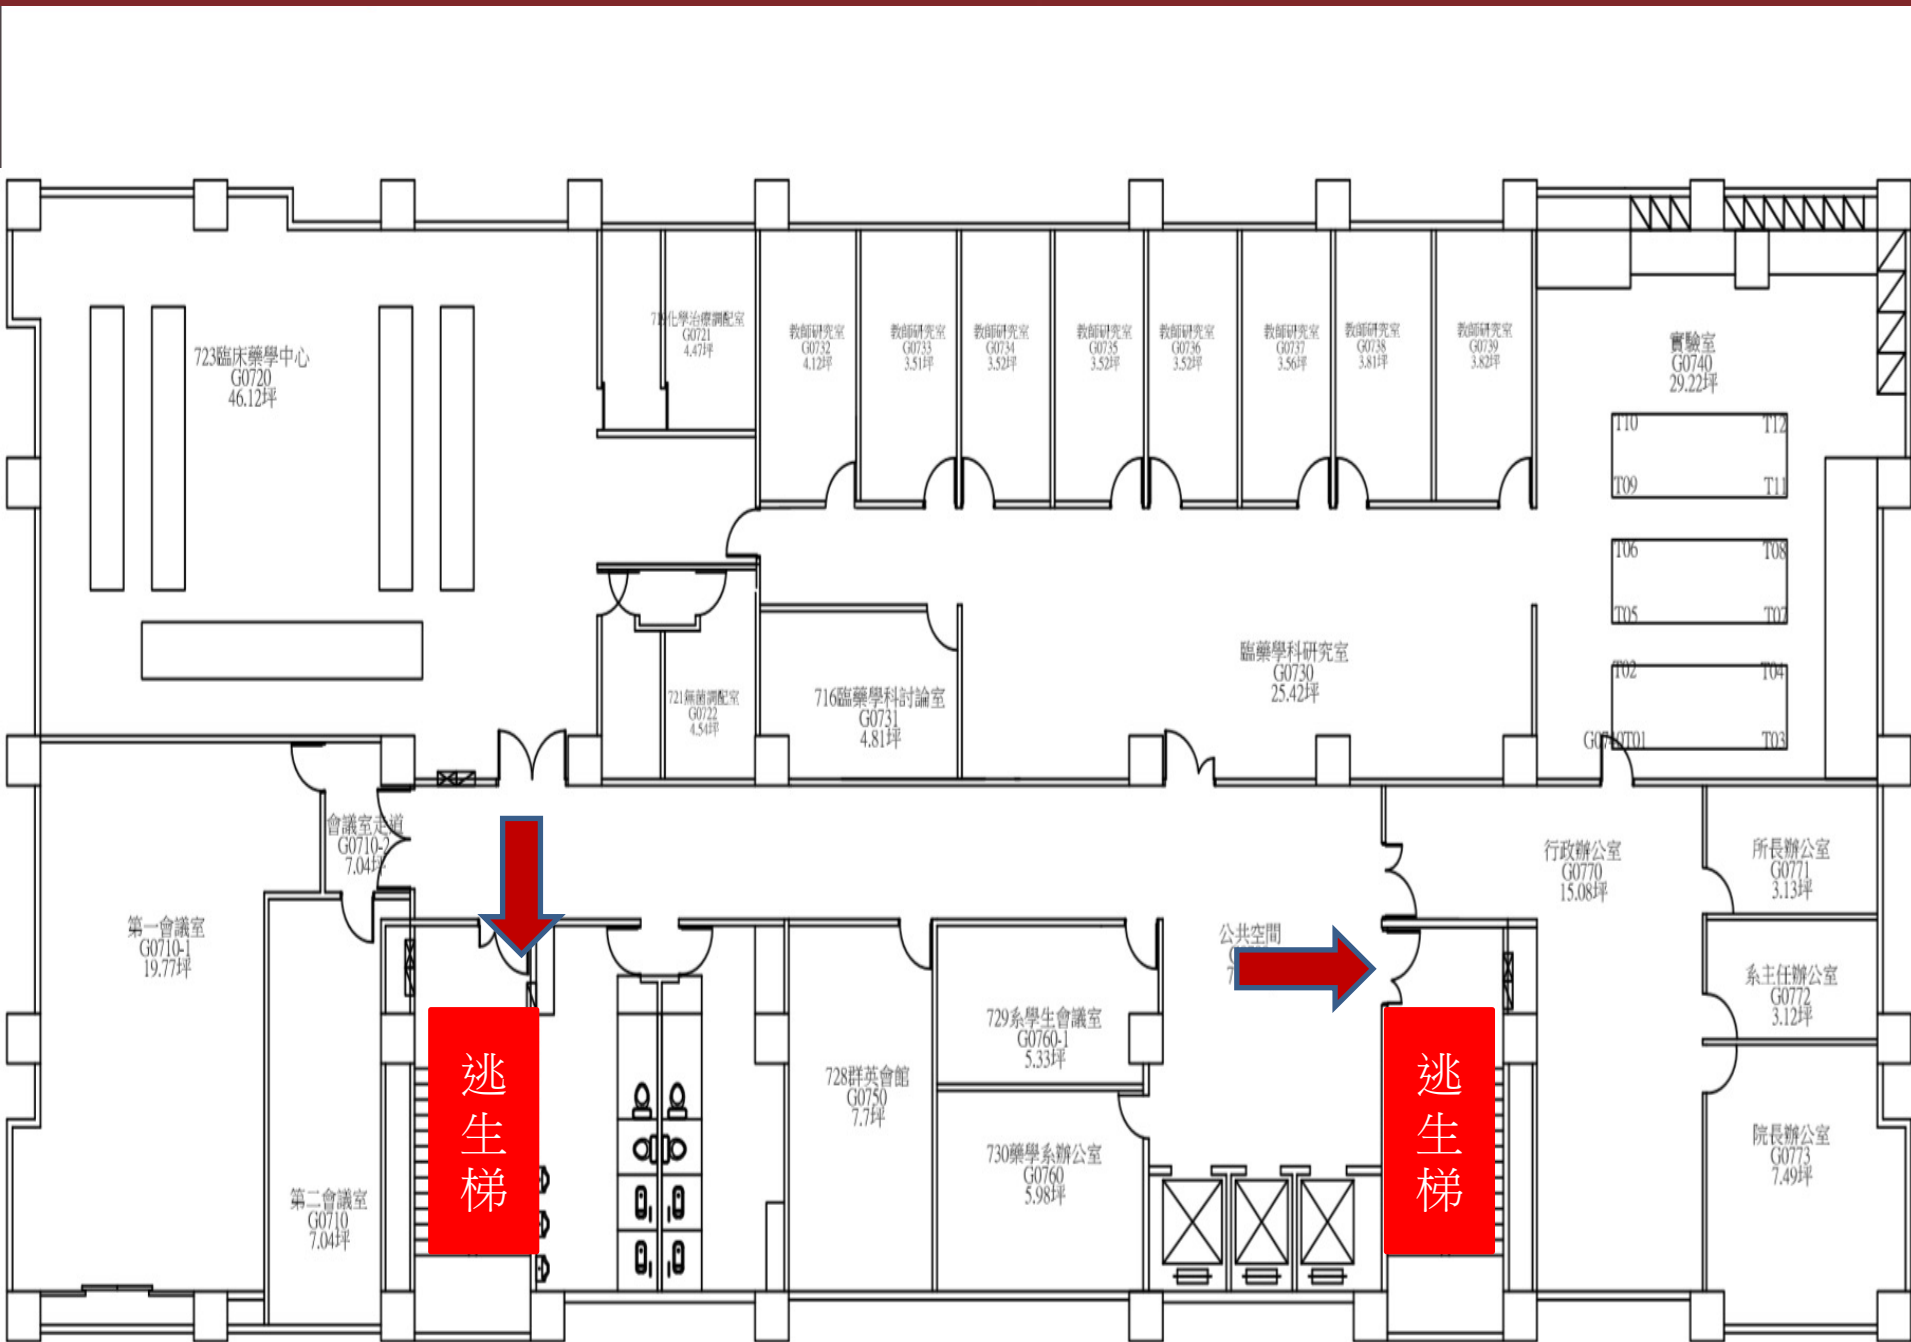 719化學治療調配室
G0721
4.47坪
教師研究室
G0732
4.12坪
教師研究室
G0733
3.51坪
教師研究室
G0734
3.52坪
教師研究室
G0735
3.52坪
教師研究室
G0736
3.52坪
教師研究室
G0737
3.56坪
教師研究室
G0738
3.81坪
教師研究室
G0739
3.82坪
723臨床藥學中心
G0720
46.12坪
實驗室
G0740
29.22坪
T10
T12
T09
T11
T06
T08
T05
T07
T02
T04
G0740T01
T03
臨藥學科研究室
G0730
25.42坪
721無菌調配室
G0722
4.54坪
716臨藥學科討論室
G0731
4.81坪
會議室走道
G0710-2
7.04坪
行政辦公室
G0770
15.08坪
所長辦公室
G0771
3.13坪
第一會議室
G0710-1
19.77坪
公共空間
系主任辦公室
G0772
3.12坪
729系學生會議室
G0760-1
5.33坪
728群英會館
G0750
7.7坪
逃生梯
逃生梯
730藥學系辦公室
G0760
5.98坪
院長辦公室
G0773
7.49坪
第二會議室
G0710
7.04坪